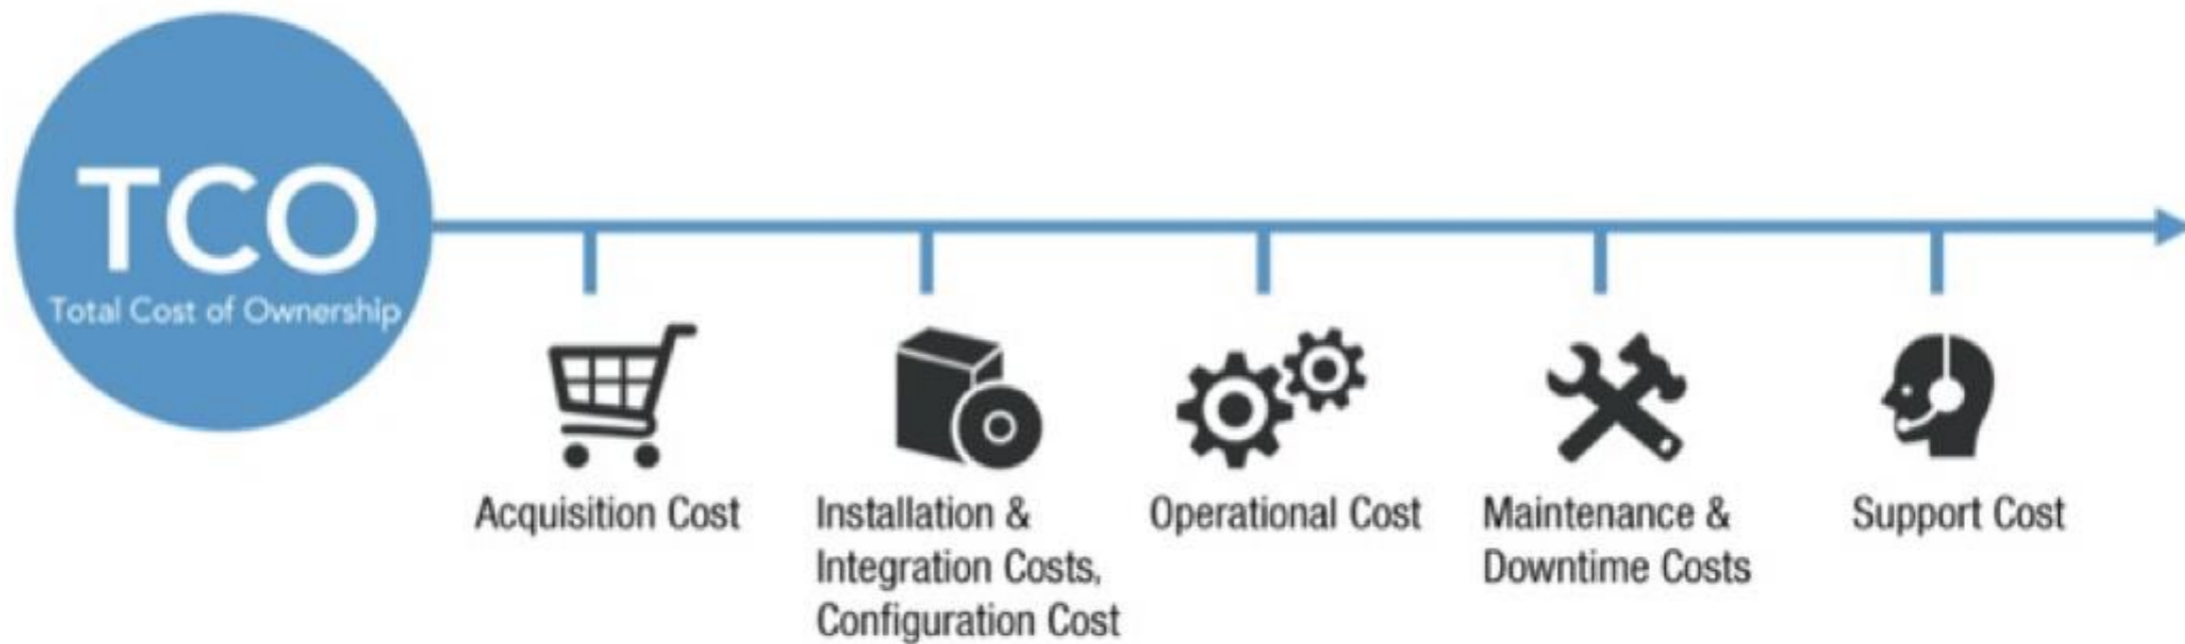 TCO
Total Cost of Ownership
Acquisition Cost
Installation &
Integration Costs,
Configuration Cost
Operational Cost
Maintenance &
Downtime Costs
Support Cost